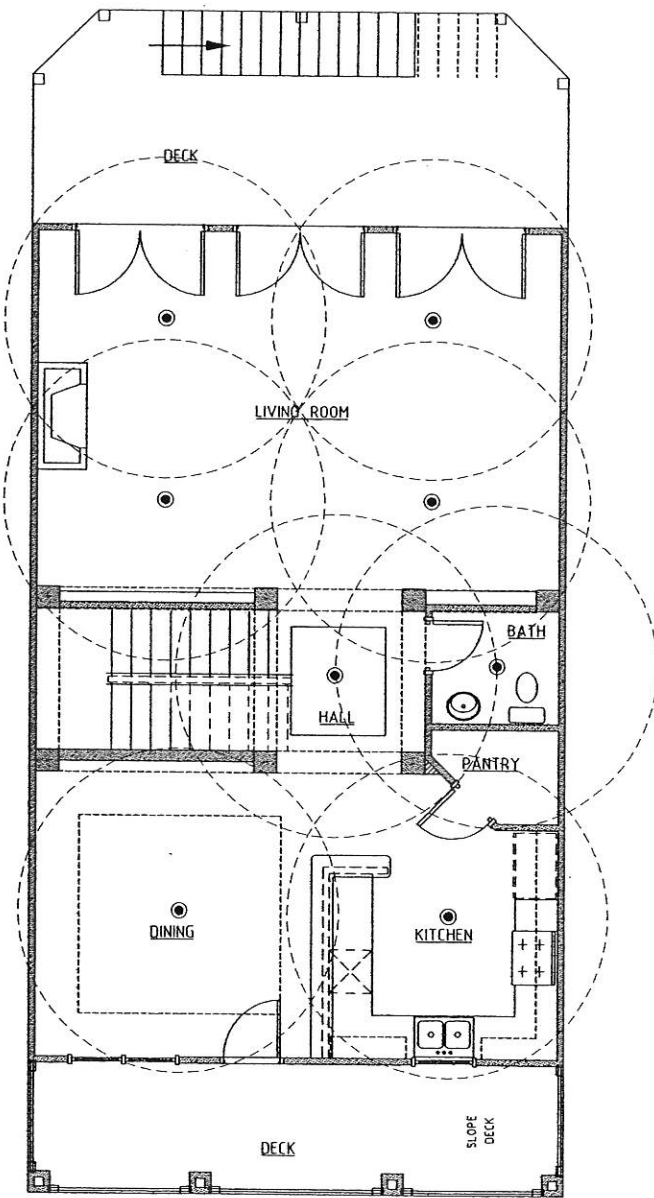 DECK
LIVING ROOM
BATH
HALL
PANTRY
DINING
KITCHEN
DECK
SLOPE
DECK